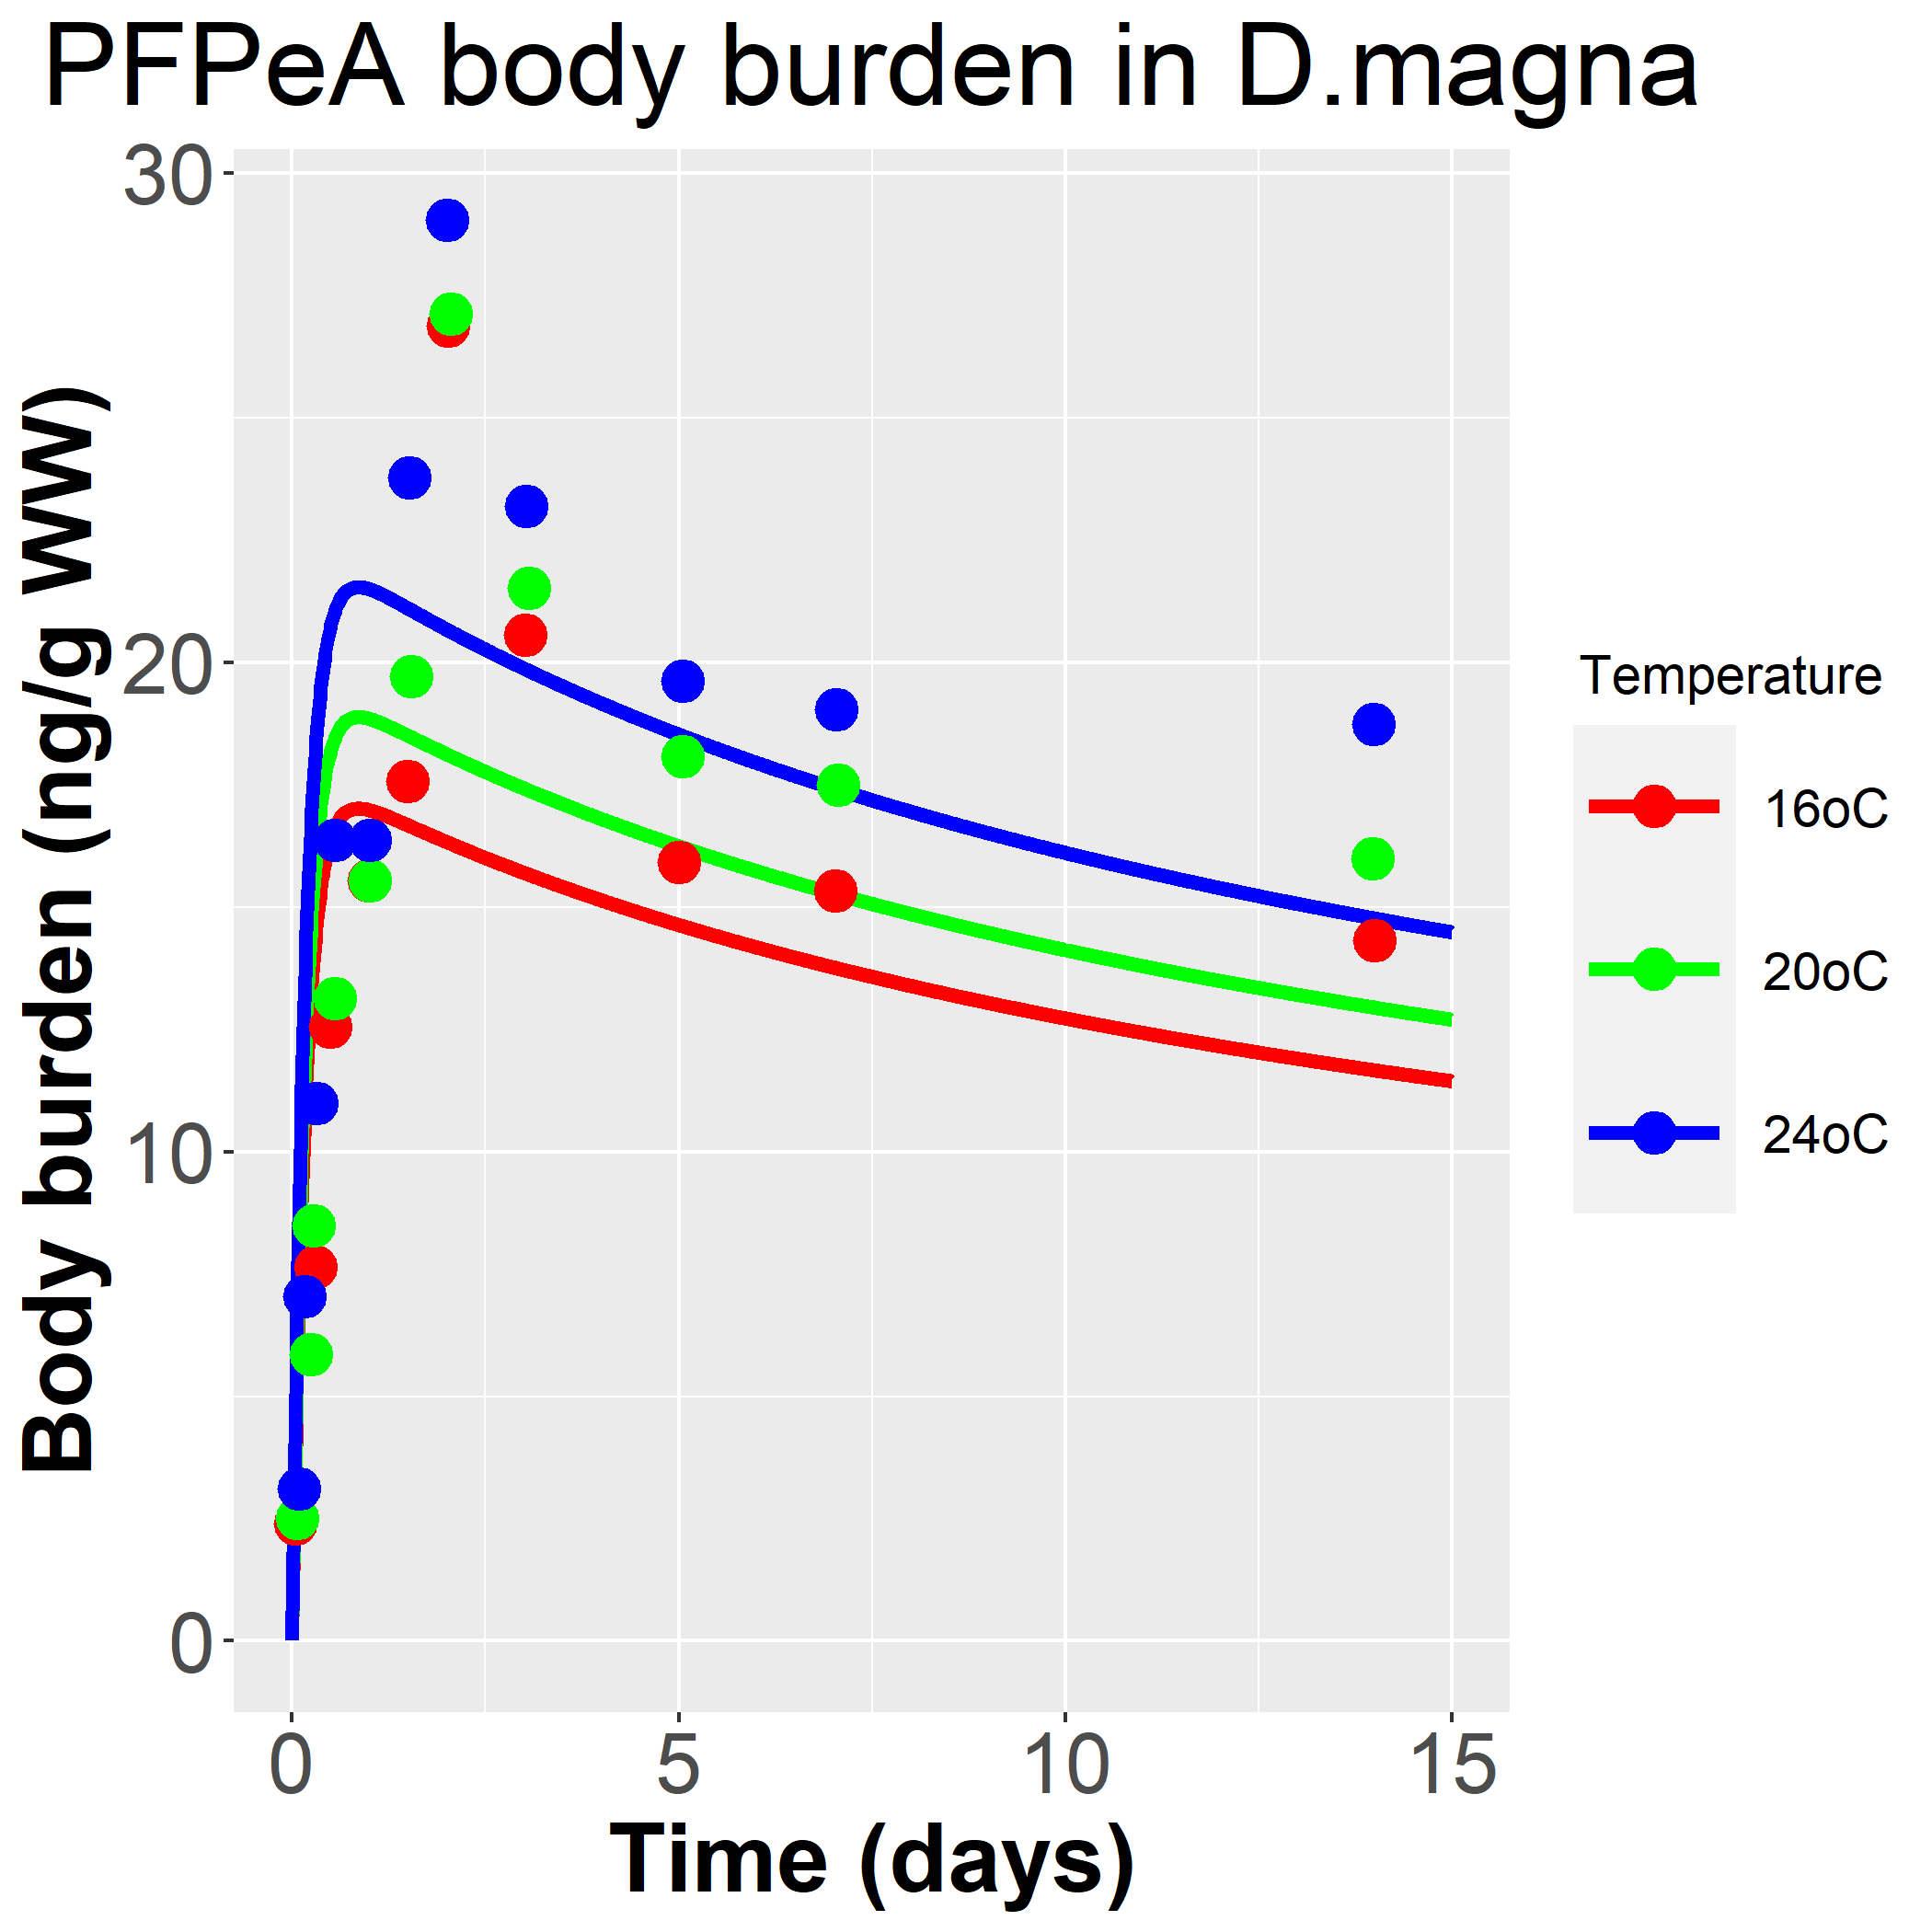 PFPeA body burden in D.magna
Body burden (ng/g WW)
30
20
10
0
0 5 10 15
Time (days)
Temperature
16oC
20oC
24oC